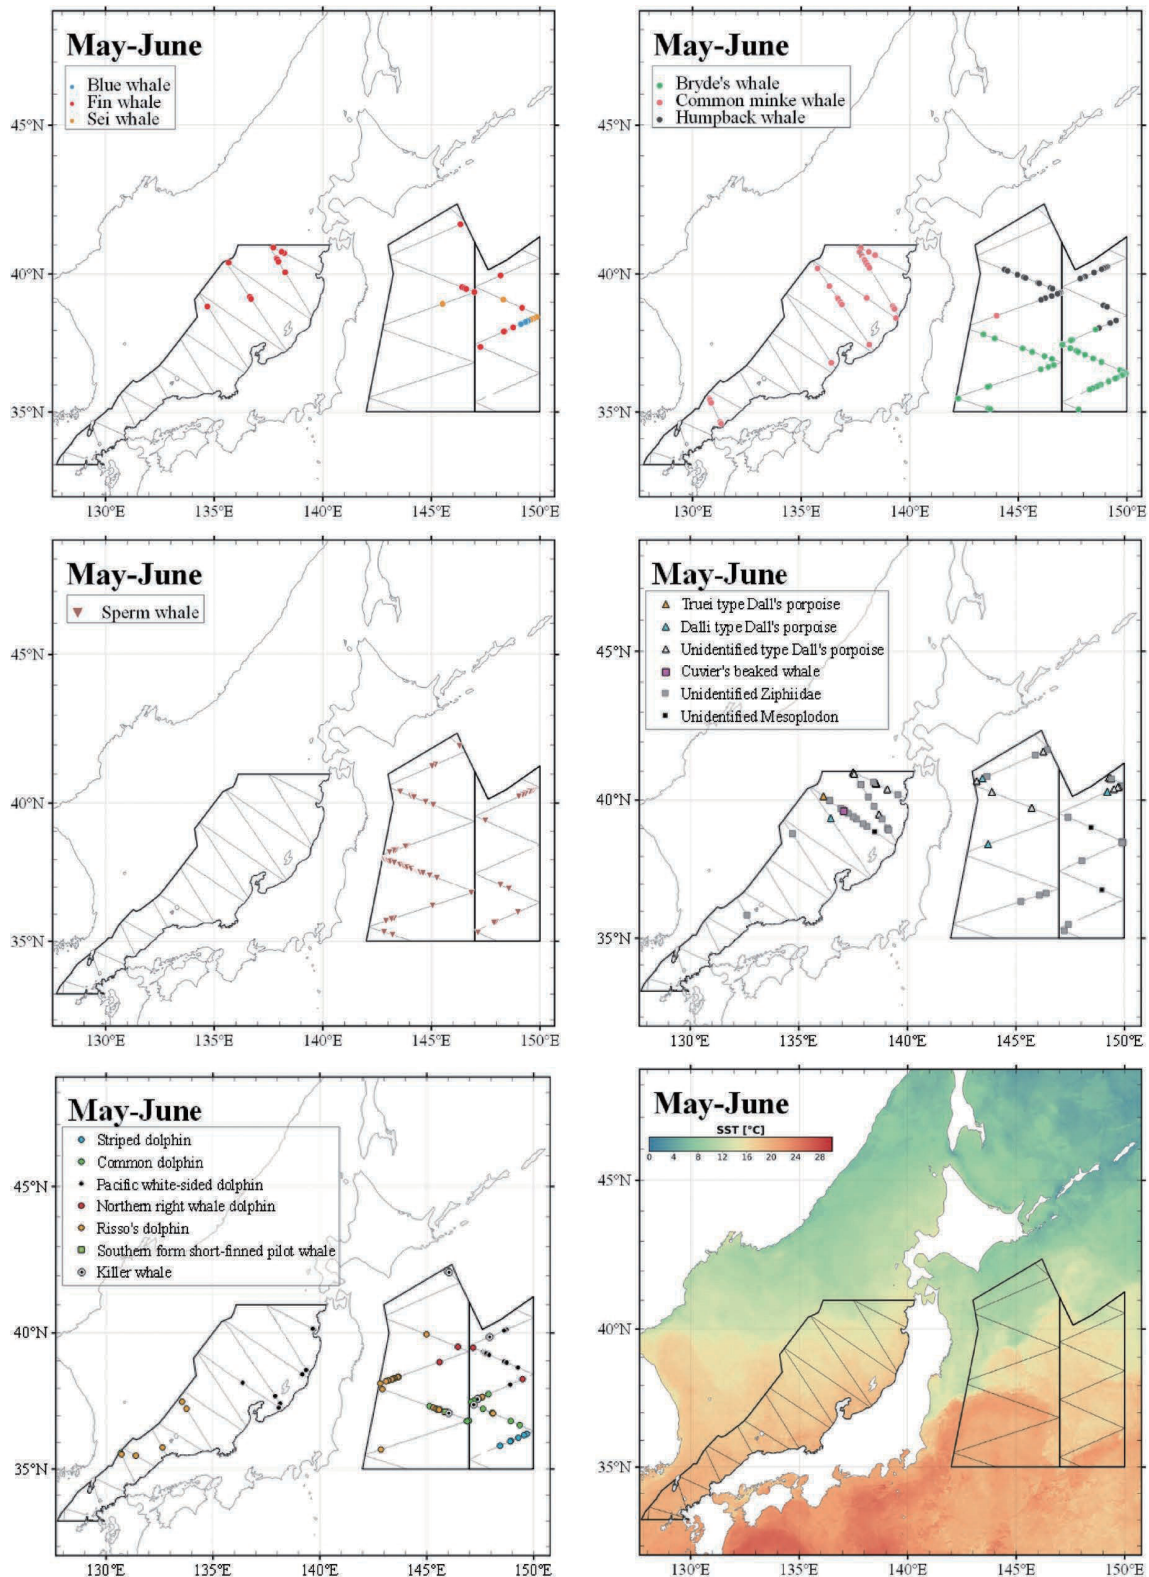 May-June
Blue whale
Fin whale
Sei whale
45°N
40°N
35°N
130°E 135°E 140°E 145°E 150°E
May-June
Bryde's whale
Common minke whale
Humpback whale
45°N
40°N
35°N
130°E 135°E 140°E 145°E 150°E
May-June
Sperm whale
45°N
40°N
35°N
130°E 135°E 140°E 145°E 150°E
May-June
Truei type Dall's porpoise
Dalli type Dall's porpoise
Unidentified type Dall's porpoise
Cuvier's beaked whale
Unidentified Ziphiidae
Unidentified Mesoplodon
45°N
40°N
35°N
130°E 135°E 140°E 145°E 150°E
May-June
Striped dolphin
Common dolphin
Pacific white-sided dolphin
Northern right whale dolphin
Risso's dolphin
Southern form short-finned pilot whale
Killer whale
45°N
40°N
35°N
130°E 135°E 140°E 145°E 150°E
May-June
SST [°C]
0 4 8 12 16 20 24 28
45°N
40°N
35°N
130°E 135°E 140°E 145°E 150°E